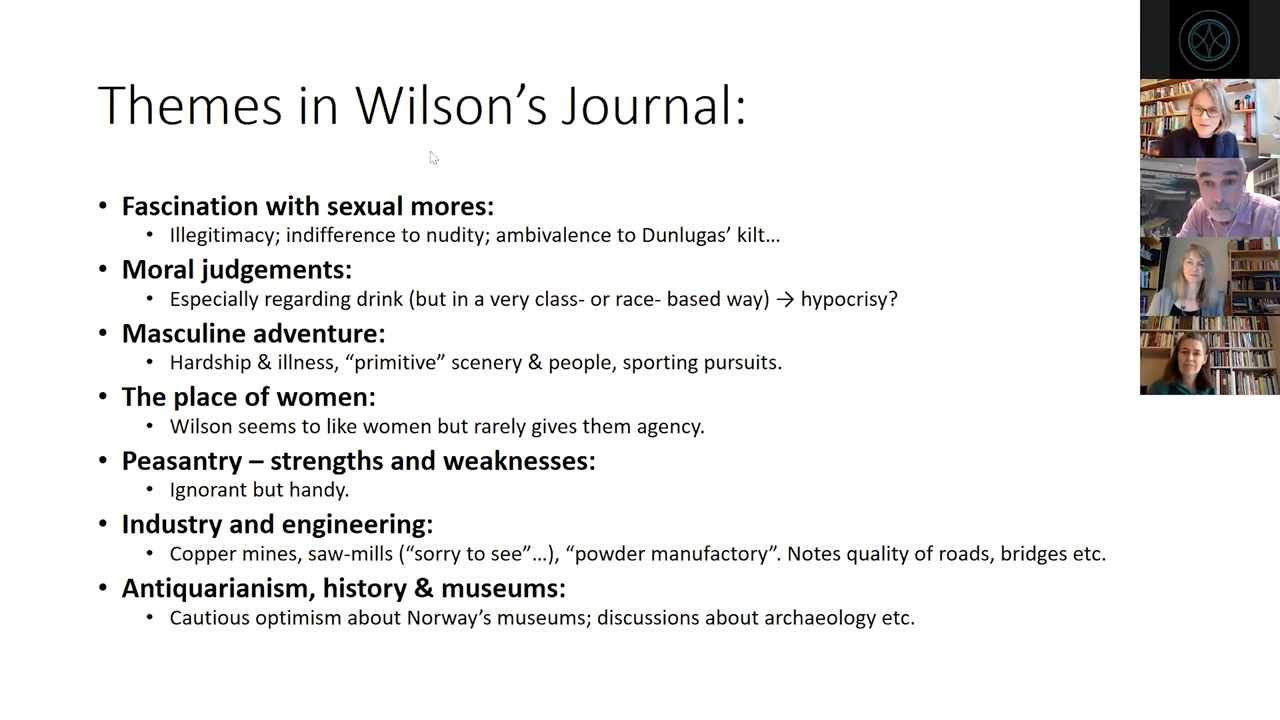 Themes in Wilson’s Journal:
• Fascination with sexual mores:
• Illegitimacy; indifference to nudity; ambivalence to Dunlugas’ kilt…
• Moral judgements:
• Especially regarding drink (but in a very class- or race- based way) → hypocrisy?
• Masculine adventure:
• Hardship & illness, “primitive” scenery & people, sporting pursuits.
• The place of women:
• Wilson seems to like women but rarely gives them agency.
• Peasantry – strengths and weaknesses:
• Ignorant but handy.
• Industry and engineering:
• Copper mines, saw-mills (“sorry to see”…), “powder manufactory”. Notes quality of roads, bridges etc.
• Antiquarianism, history & museums:
• Cautious optimism about Norway’s museums; discussions about archaeology etc.